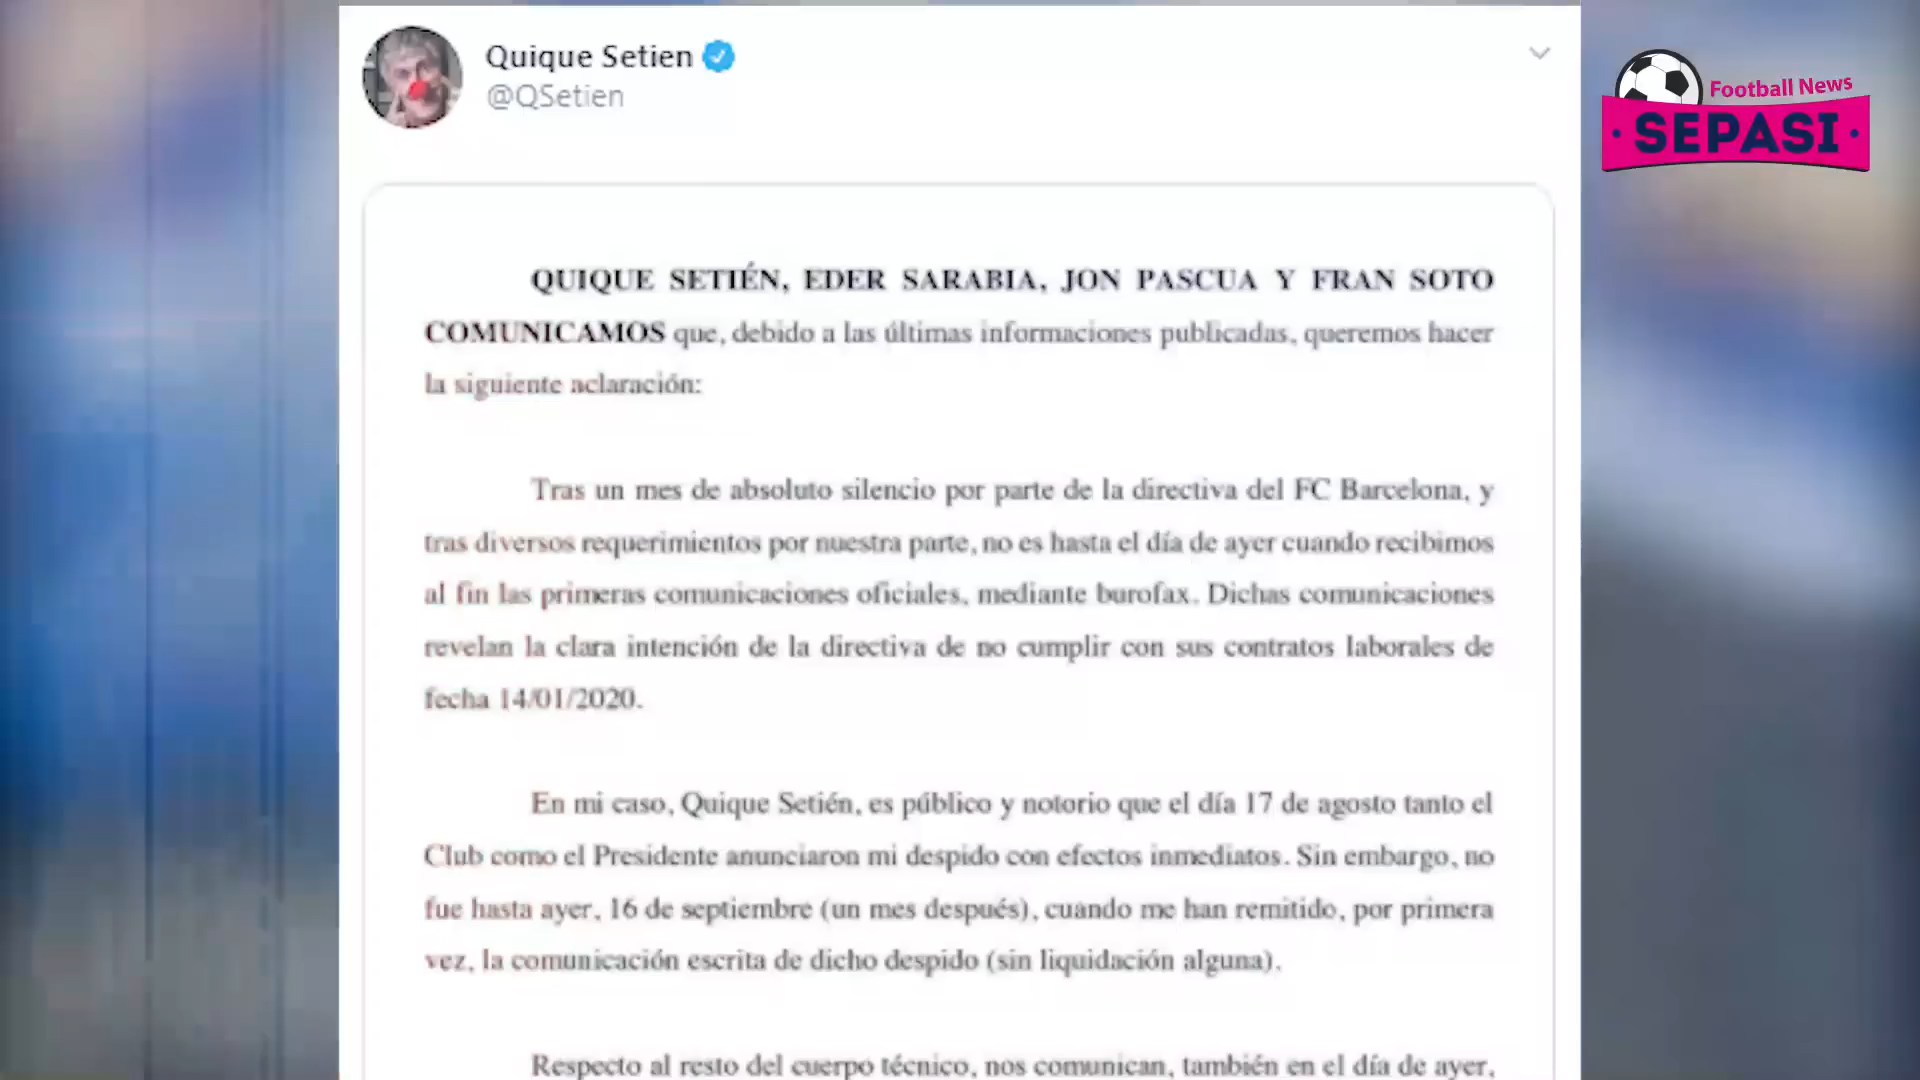 Quique Setien
@QSetien
Football News
SEPASI
QUIQUE SETIÉN, EDER SARABIA, JON PASCUA Y FRAN SOTO
COMUNICAMOS que, debido a las últimas informaciones publicadas, queremos hacer
la siguiente aclaración:
Tras un mes de absoluto silencio por parte de la directiva del FC Barcelona, y
tras diversos requerimientos por nuestra parte, no es hasta el día de ayer cuando recibimos
al fin las primeras comunicaciones oficiales, mediante burofax. Dichas comunicaciones
revelan la clara intención de la directiva de no cumplir con sus contratos laborales de
fecha 14/01/2020.
En mi caso, Quique Setién, es público y notorio que el día 17 de agosto tanto el
Club como el Presidente anunciaron mi despido con efectos inmediatos. Sin embargo, no
fue hasta ayer, 16 de septiembre (un mes después), cuando me han remitido, por primera
vez, la comunicación escrita de dicho despido (sin liquidación alguna).
Respecto al resto del cuerpo técnico, nos comunican, también en el día de ayer,